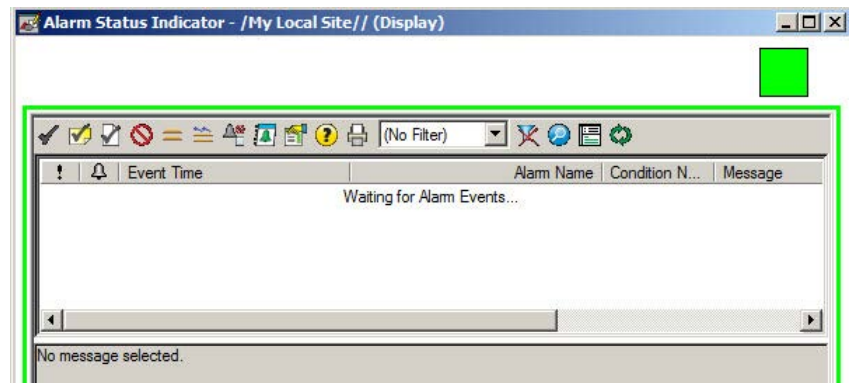 Alarm Status Indicator - /My Local Site// (Display)
(No Filter)
! Event Time Alarm Name Condition N... Message
Waiting for Alarm Events...
No message selected.